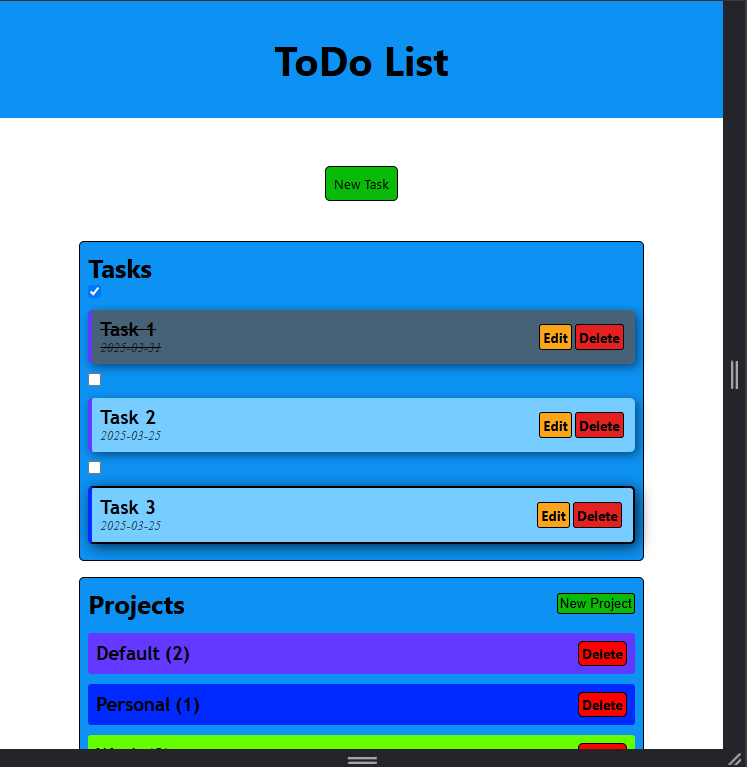 ToDo List
New Task
Tasks
Task 1
2025-03-31
Edit Delete
Task 2
2025-03-25
Edit Delete
Task 3
2025-03-25
Edit Delete
Projects
New Project
Default (2)
Delete
Personal (1)
Delete